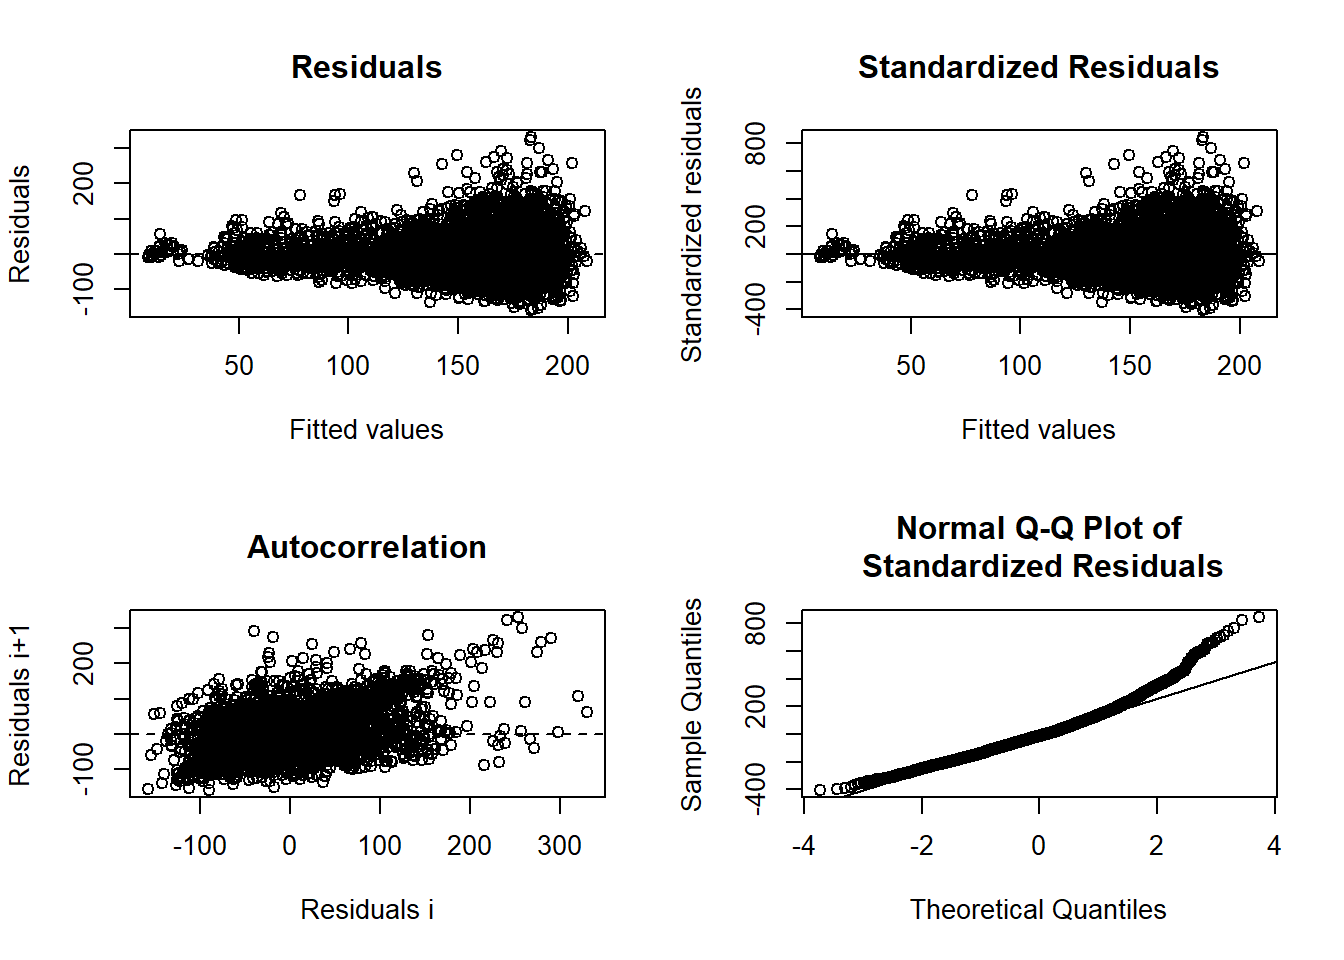 Residuals
Residuals
200
-100
50 100 150 200
Fitted values
Standardized Residuals
Standardized residuals
800
200
-400
50 100 150 200
Fitted values
Autocorrelation
Residuals i+1
200
-100
-100 0 100 200 300
Residuals i
Normal Q-Q Plot of
Standardized Residuals
Sample Quantiles
800
200
-400
-4 -2 0 2 4
Theoretical Quantiles